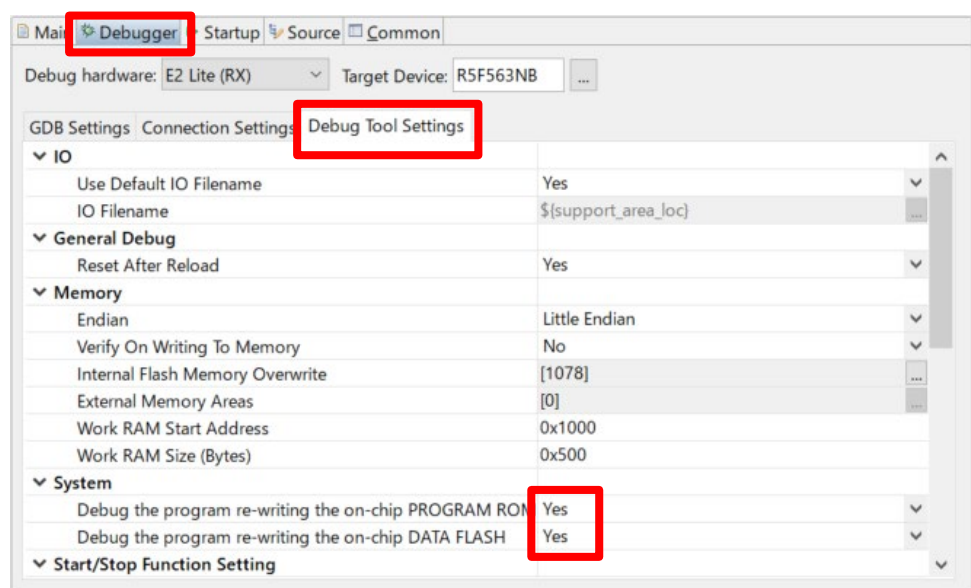 Main Debugger Startup Source Common
Debug hardware: E2 Lite (RX) Target Device: R5F563NB ...
GDB Settings Connection Settings Debug Tool Settings
IO
Use Default IO Filename Yes
IO Filename ${support_area_loc} ...
General Debug
Reset After Reload Yes
Memory
Endian Little Endian
Verify On Writing To Memory No
Internal Flash Memory Overwrite [1078] ...
External Memory Areas [0] ...
Work RAM Start Address 0x1000
Work RAM Size (Bytes) 0x500
System
Debug the program re-writing the on-chip PROGRAM ROM Yes
Debug the program re-writing the on-chip DATA FLASH Yes
Start/Stop Function Setting